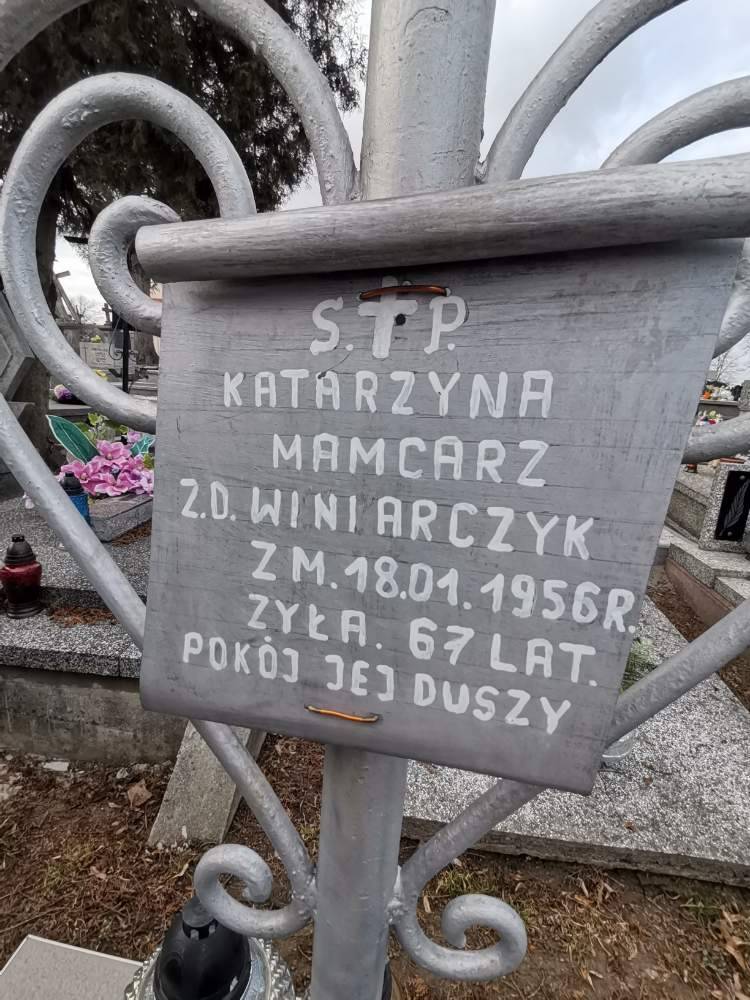 S.†P.
KATARZYNA
MAMCARZ
Z.D. WINIARCZYK
ZM. 18.01.1956R.
ŻYŁA. 67 LAT.
POKÓJ JEJ DUSZY